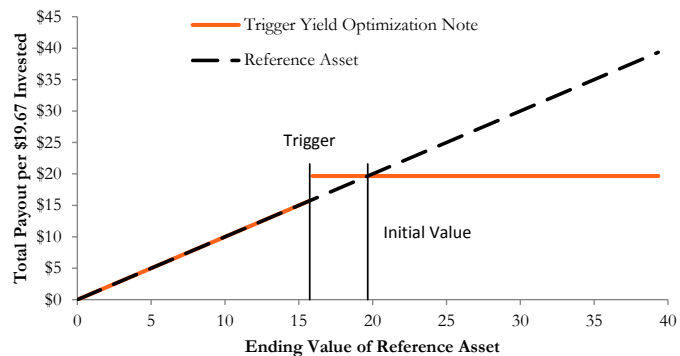 $45
$40
$35
$30
$25
$20
$15
$10
$5
$0
Total Payout per $19.67 Invested
Trigger Yield Optimization Note
Reference Asset
Trigger
Initial Value
0 5 10 15 20 25 30 35 40
Ending Value of Reference Asset